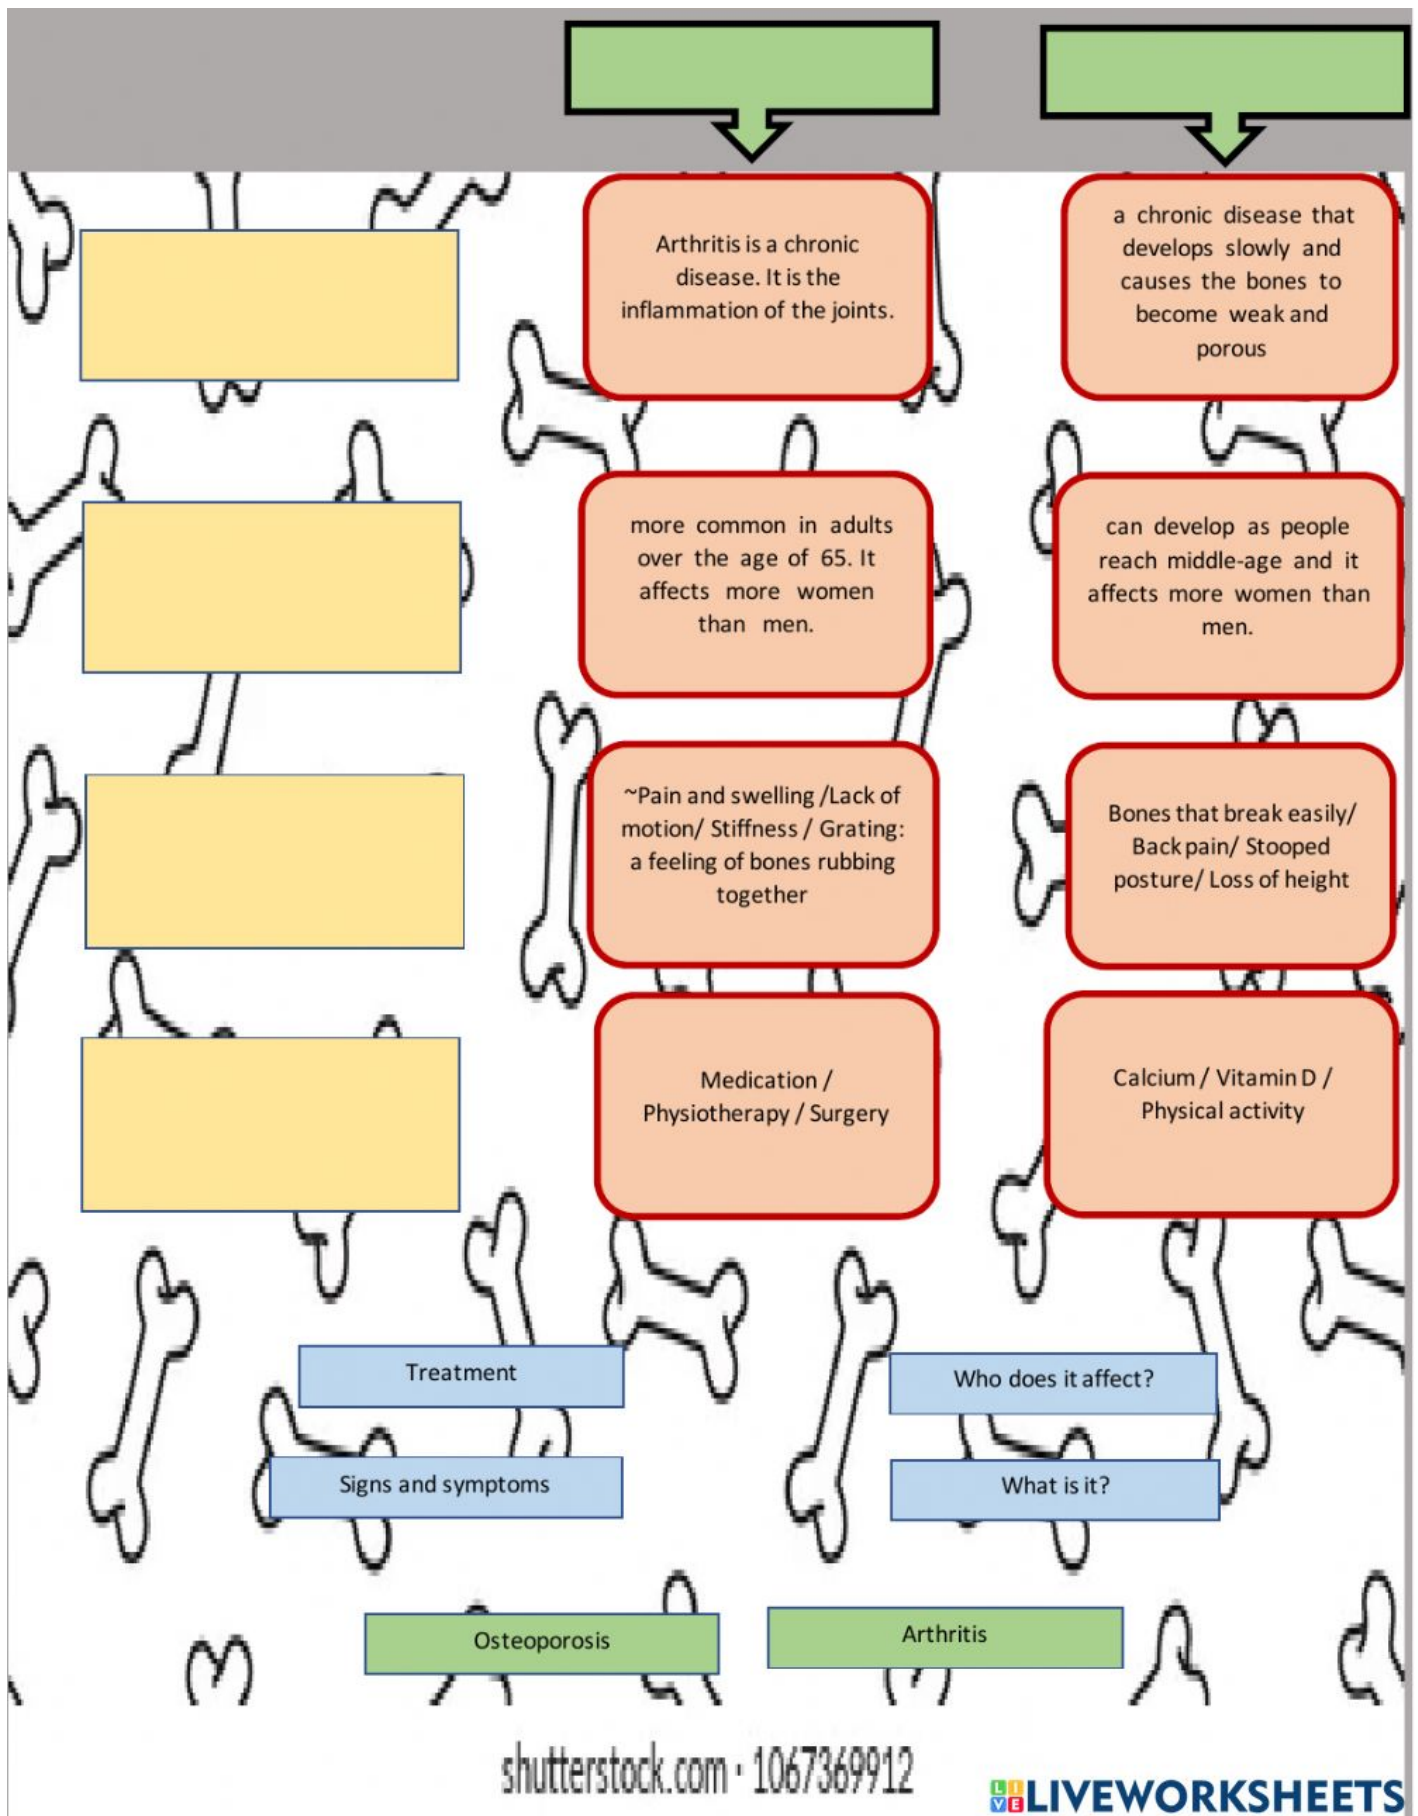 Arthritis is a chronic
disease. It is the
inflammation of the joints.
a chronic disease that
develops slowly and
causes the bones to
become weak and
porous
more common in adults
over the age of 65. It
affects more women
than men.
can develop as people
reach middle-age and it
affects more women than
men.
~Pain and swelling /Lack of
motion/ Stiffness / Grating:
a feeling of bones rubbing
together
Bones that break easily/
Back pain/ Stooped
posture/ Loss of height
Medication /
Physiotherapy / Surgery
Calcium / Vitamin D /
Physical activity
Treatment
Who does it affect?
Signs and symptoms
What is it?
Osteoporosis
Arthritis
shutterstock.com · 1067369912
LIVE LIVEWORKSHEETS